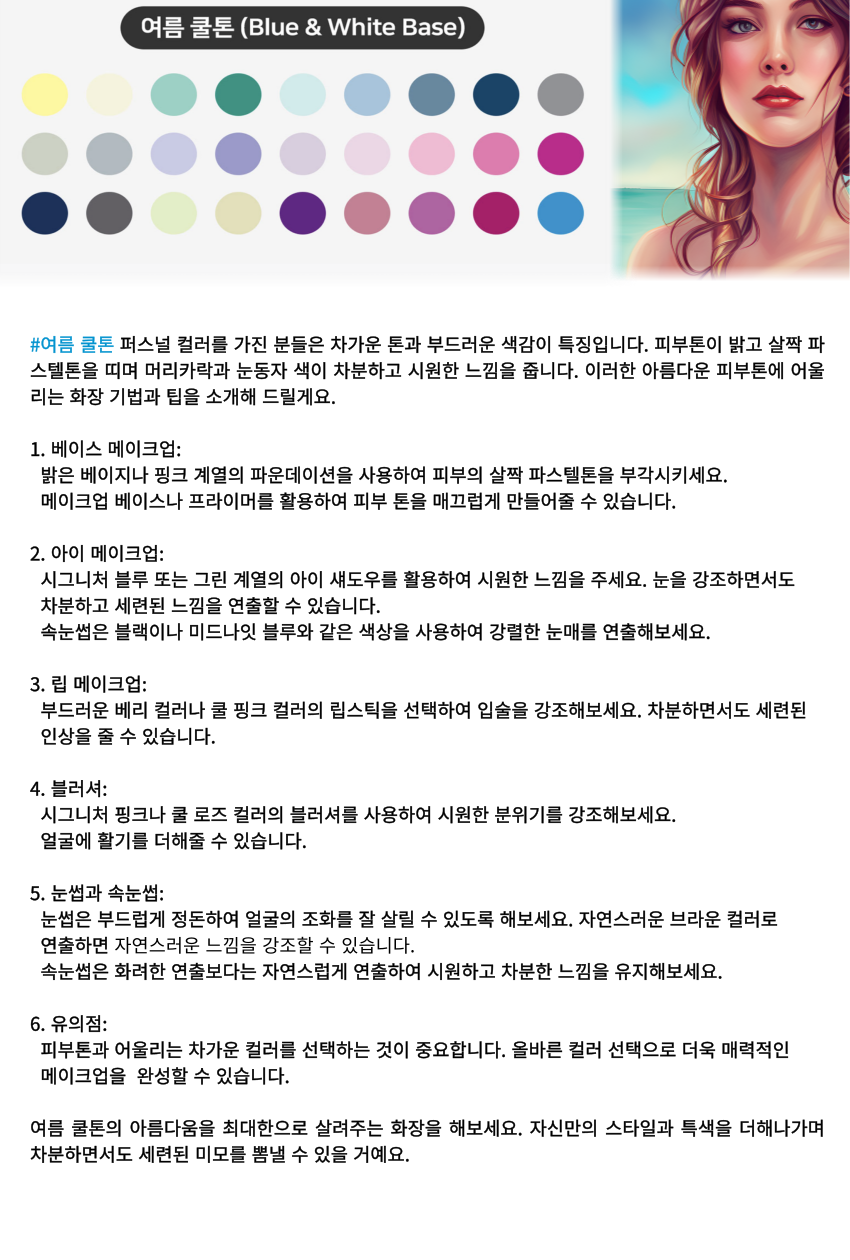 여름 쿨톤 (Blue & White Base)
#여름 쿨톤 퍼스널 컬러를 가진 분들은 차가운 톤과 부드러운 색감이 특징입니다. 피부톤이 밝고 살짝 파
스텔톤을 띠며 머리카락과 눈동자 색이 차분하고 시원한 느낌을 줍니다. 이러한 아름다운 피부톤에 어울
리는 화장 기법과 팁을 소개해 드릴게요.
1. 베이스 메이크업:
밝은 베이지나 핑크 계열의 파운데이션을 사용하여 피부의 살짝 파스텔톤을 부각시키세요.
메이크업 베이스나 프라이머를 활용하여 피부 톤을 매끄럽게 만들어줄 수 있습니다.
2. 아이 메이크업:
시그니처 블루 또는 그린 계열의 아이 섀도우를 활용하여 시원한 느낌을 주세요. 눈을 강조하면서도
차분하고 세련된 느낌을 연출할 수 있습니다.
속눈썹은 블랙이나 미드나잇 블루와 같은 색상을 사용하여 강렬한 눈매를 연출해보세요.
3. 립 메이크업:
부드러운 베리 컬러나 쿨 핑크 컬러의 립스틱을 선택하여 입술을 강조해보세요. 차분하면서도 세련된
인상을 줄 수 있습니다.
4. 블러셔:
시그니처 핑크나 쿨 로즈 컬러의 블러셔를 사용하여 시원한 분위기를 강조해보세요.
얼굴에 활기를 더해줄 수 있습니다.
5. 눈썹과 속눈썹:
눈썹은 부드럽게 정돈하여 얼굴의 조화를 잘 살릴 수 있도록 해보세요. 자연스러운 브라운 컬러로
연출하면 자연스러운 느낌을 강조할 수 있습니다.
속눈썹은 화려한 연출보다는 자연스럽게 연출하여 시원하고 차분한 느낌을 유지해보세요.
6. 유의점:
피부톤과 어울리는 차가운 컬러를 선택하는 것이 중요합니다. 올바른 컬러 선택으로 더욱 매력적인
메이크업을  완성할 수 있습니다.
여름 쿨톤의 아름다움을 최대한으로 살려주는 화장을 해보세요. 자신만의 스타일과 특색을 더해나가며
차분하면서도 세련된 미모를 뽐낼 수 있을 거예요.